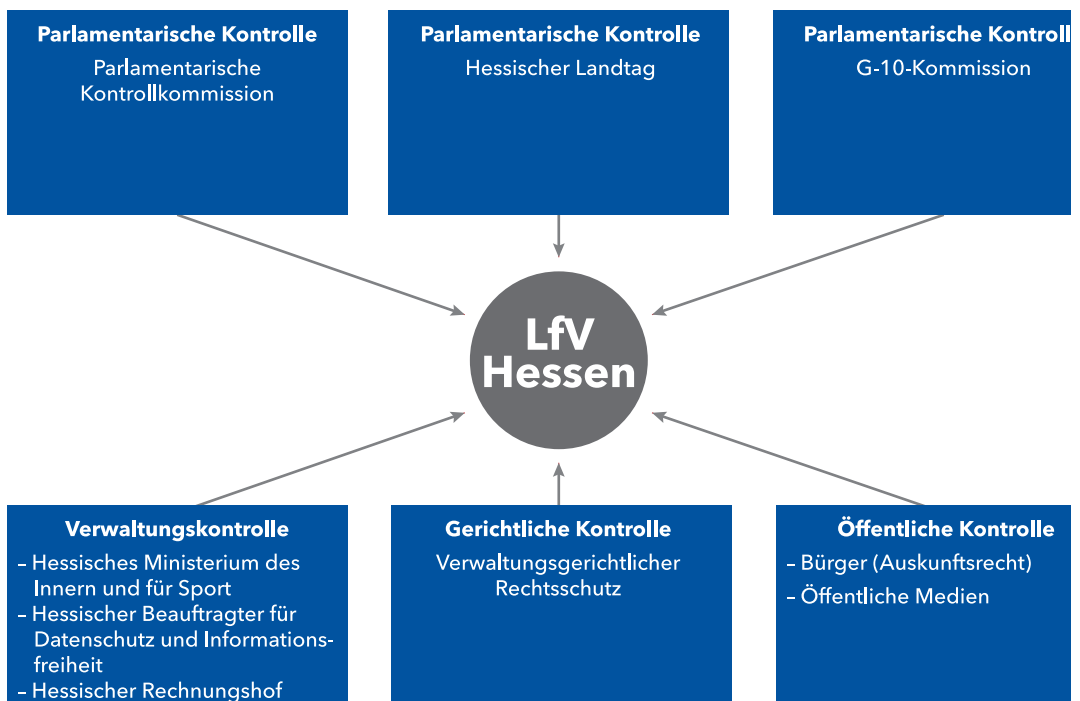 Parlamentarische Kontrolle
Parlamentarische
Kontrollkommission
Parlamentarische Kontrolle
Hessischer Landtag
Parlamentarische Kontroll
G-10-Kommission
LfV
Hessen
Verwaltungskontrolle
– Hessisches Ministerium des
Innern und für Sport
– Hessischer Beauftragter für
Datenschutz und Informations-
freiheit
– Hessischer Rechnungshof
Gerichtliche Kontrolle
Verwaltungsgerichtlicher
Rechtsschutz
Öffentliche Kontrolle
– Bürger (Auskunftsrecht)
– Öffentliche Medien